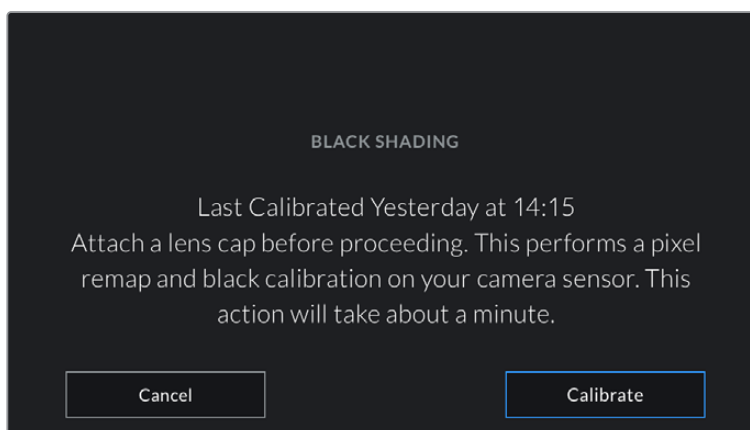 BLACK SHADING
Last Calibrated Yesterday at 14:15
Attach a lens cap before proceeding. This performs a pixel
remap and black calibration on your camera sensor. This
action will take about a minute.
Cancel
Calibrate